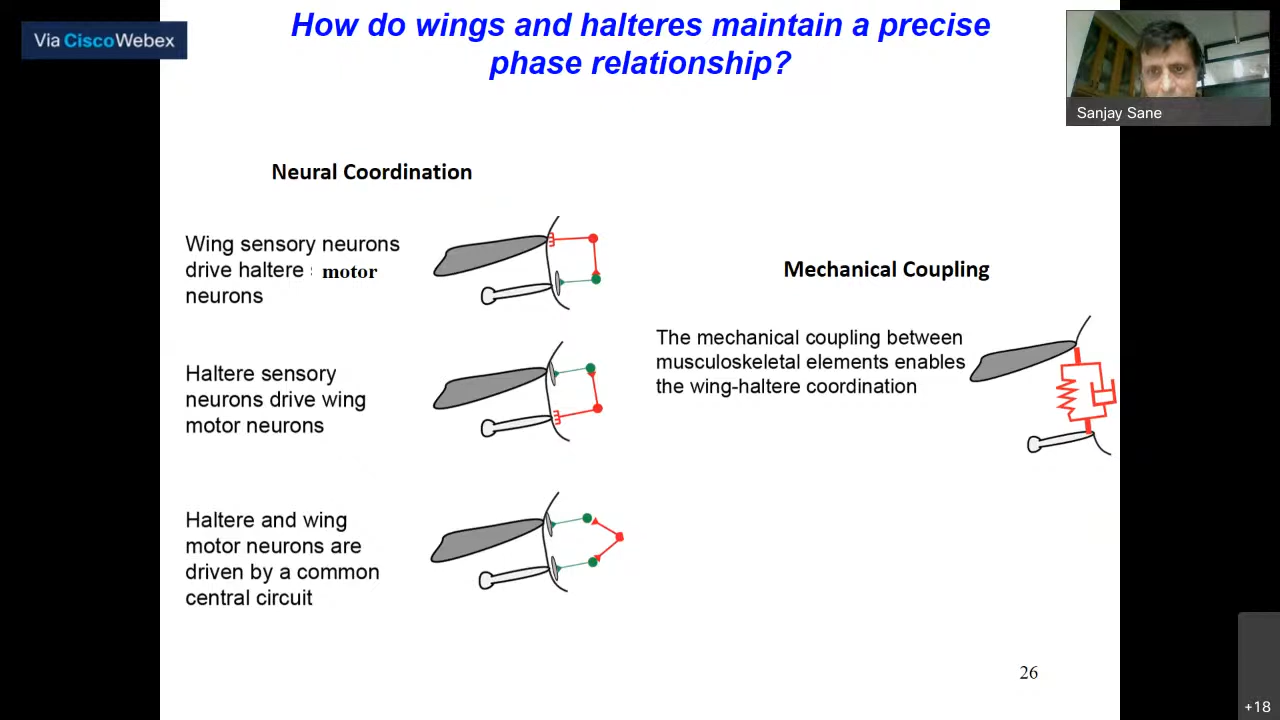 Via CiscoWebex
How do wings and halteres maintain a precise
phase relationship?
Sanjay Sane
Neural Coordination
Wing sensory neurons
drive haltere motor
neurons
Haltere sensory
neurons drive wing
motor neurons
Haltere and wing
motor neurons are
driven by a common
central circuit
Mechanical Coupling
The mechanical coupling between
musculoskeletal elements enables
the wing-haltere coordination
26
+18